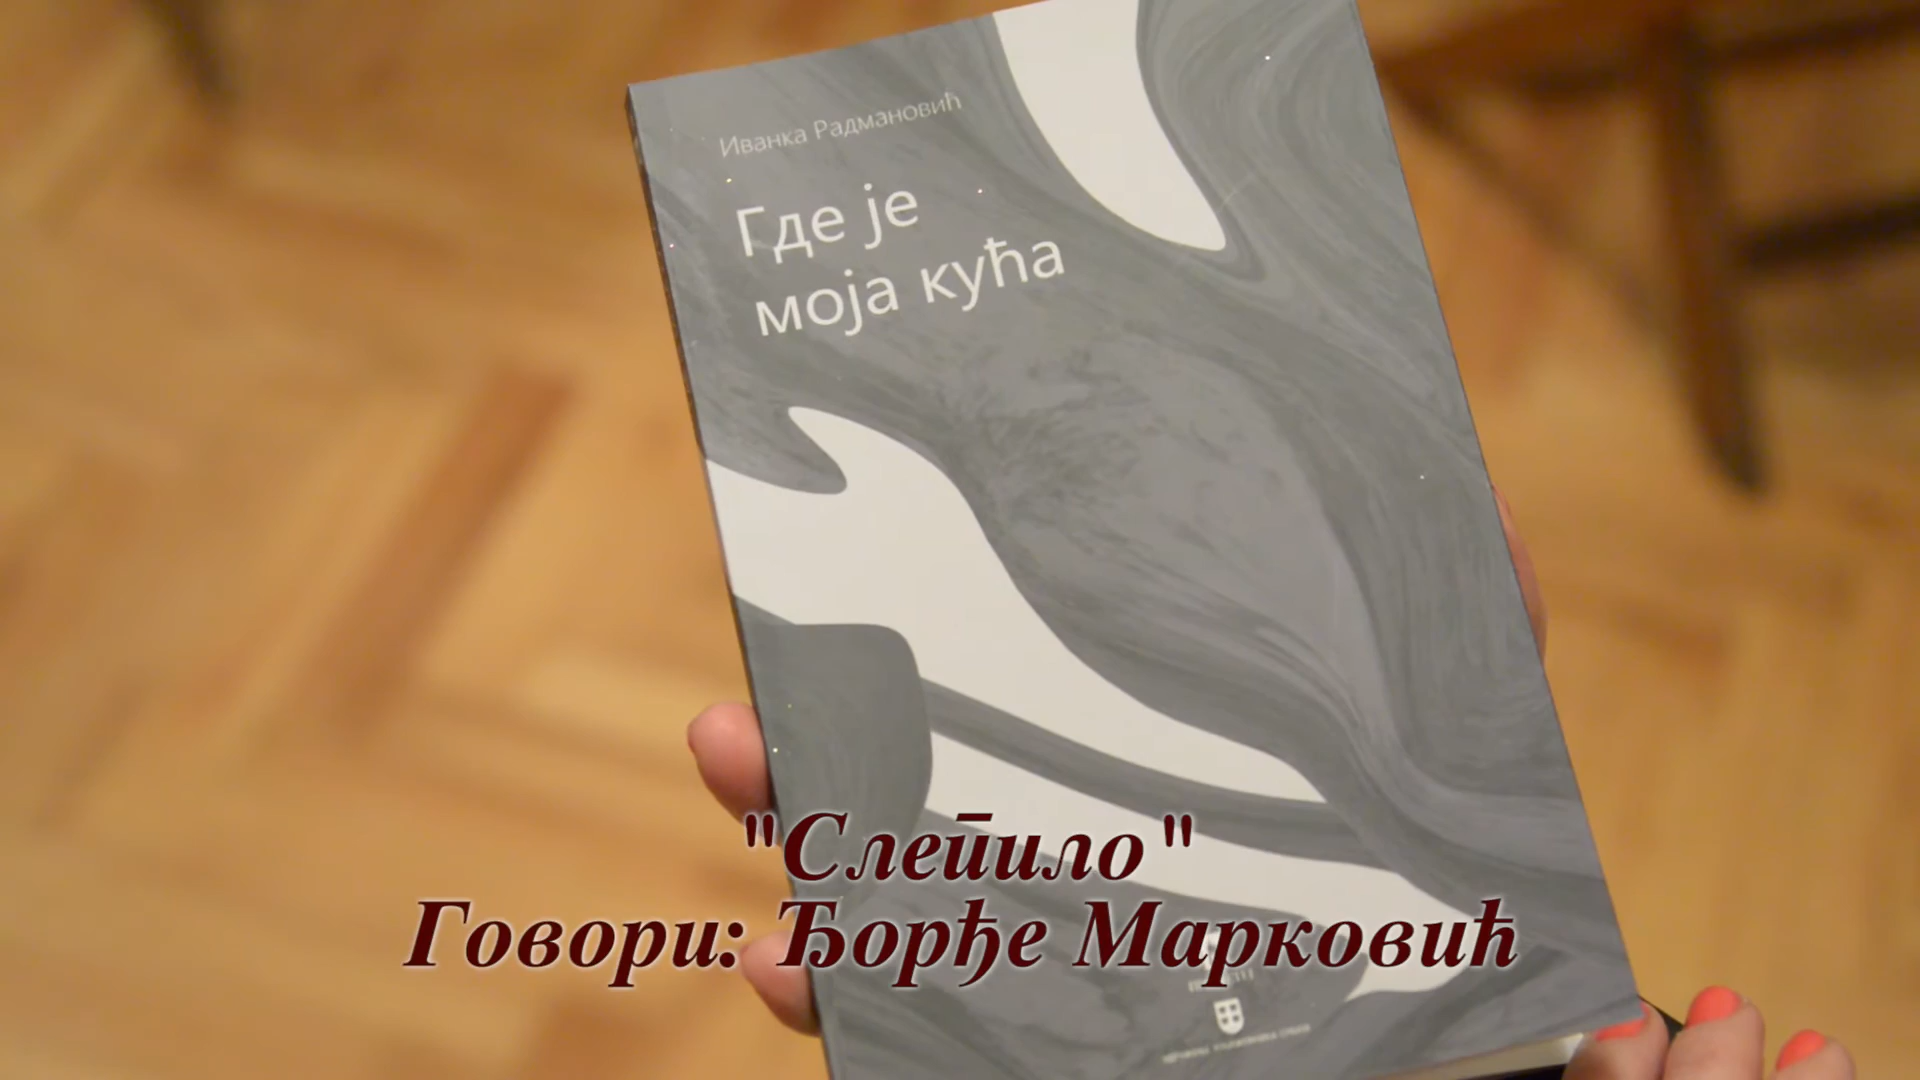 Иванка Радмановић
Где је
моја кућа
"Слепило"
Говори: Ђорђе Марковић